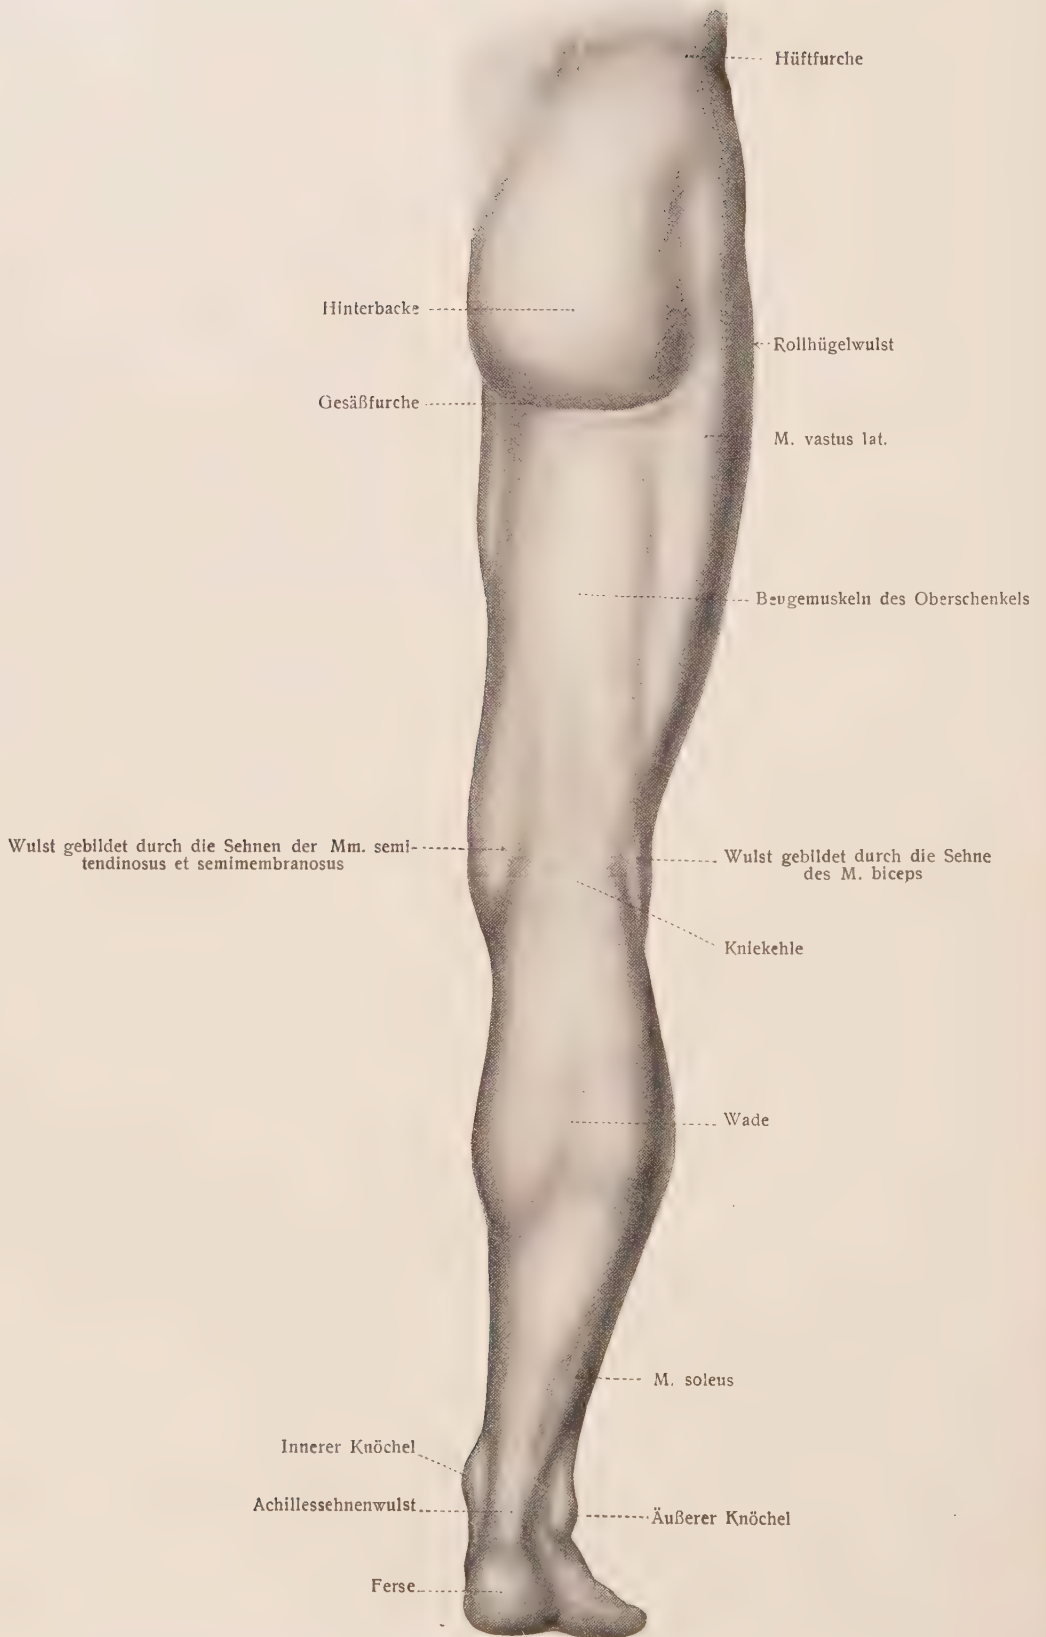 Hüftfurche
Hinterbacke
Rollhügelwulst
Gesäßfurche
M. vastus lat.
Beugemuskeln des Oberschenkels
Wulst gebildet durch die Sehnen der Mm. semi-
tendinosus et semimembranosus
Wulst gebildet durch die Sehne
des M. biceps
Kniekehle
Wade
M. soleus
Innerer Knöchel
Achillessehnenwulst
Äußerer Knöchel
Ferse